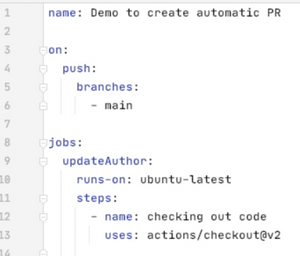 1 name: Demo to create automatic PR
2
3 on:
4   push:
5     branches:
6       - main
7
8 jobs:
9   updateAuthor:
10     runs-on: ubuntu-latest
11     steps:
12       - name: checking out code
13         uses: actions/checkout@v2
14